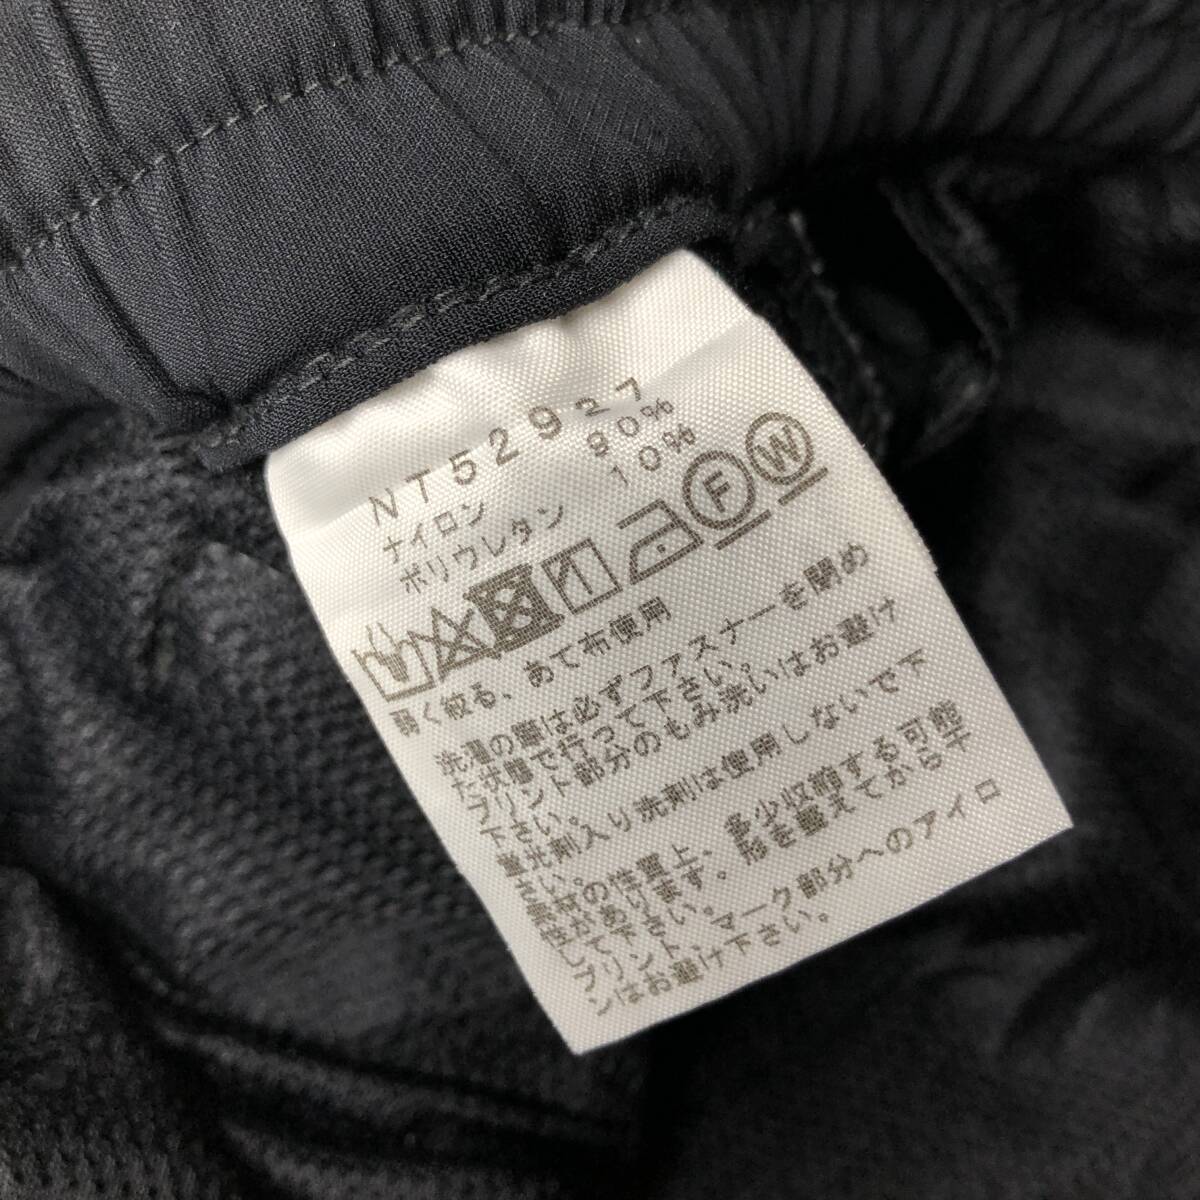 NT52927
ナイロン 90%
ポリウレタン 10%
F W
弱く絞る、あて布使用
洗濯の際は必ずファスナーを閉め
た状態で行って下さい。
プリント部分のもみ洗いはお避け
下さい。
蛍光剤入り洗剤は使用しないで下
さい。
素材の性質上、多少収縮する可能
性があります。形を整えてから干
して下さい。
プリント、マーク部分へのアイロ
ンはお避け下さい。